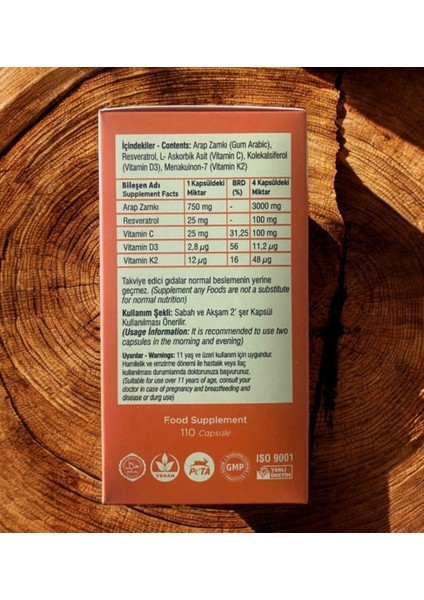 İçindekiler - Contents: Arap Zamkı (Gum Arabic),
Resveratrol, L- Askorbik Asit (Vitamin C), Kolekalsiferol
(Vitamin D3), Menakuinon-7 (Vitamin K2)
Bileşen Adı Supplement Facts 1 Kapsüldeki Miktar BRD (%) 4 Kapsüldeki Miktar
Arap Zamkı 750 mg - 3000 mg
Resveratrol 25 mg - 100 mg
Vitamin C 25 mg 31,25 100 mg
Vitamin D3 2,8 µg 56 11,2 µg
Vitamin K2 12 µg 16 48 µg
Takviye edici gıdalar normal beslemenin yerine
geçmez. (Supplement any Foods are not a substitute
for normal nutrition)
Kullanım Şekli: Sabah ve Akşam 2' şer Kapsül
Kullanılması Önerilir.
(Usage Information: It is recommended to use two
capsules in the morning and evening)
Uyarılar - Warnings: 11 yaş ve üzeri kullanım için uygundur.
Hamilelik ve emzirme dönemi ile hastalık veya ilaç
kullanılması durumlarında doktorunuza başvurunuz.
(Suitable for use over 11 years of age, consult your
doctor in case of pregnancy and breastfeeding and
disease or durg use)
Food Supplement
110 Capsule
VEGAN
PeTA
GMP
ISO 9001
YERLİ
ÜRETİM